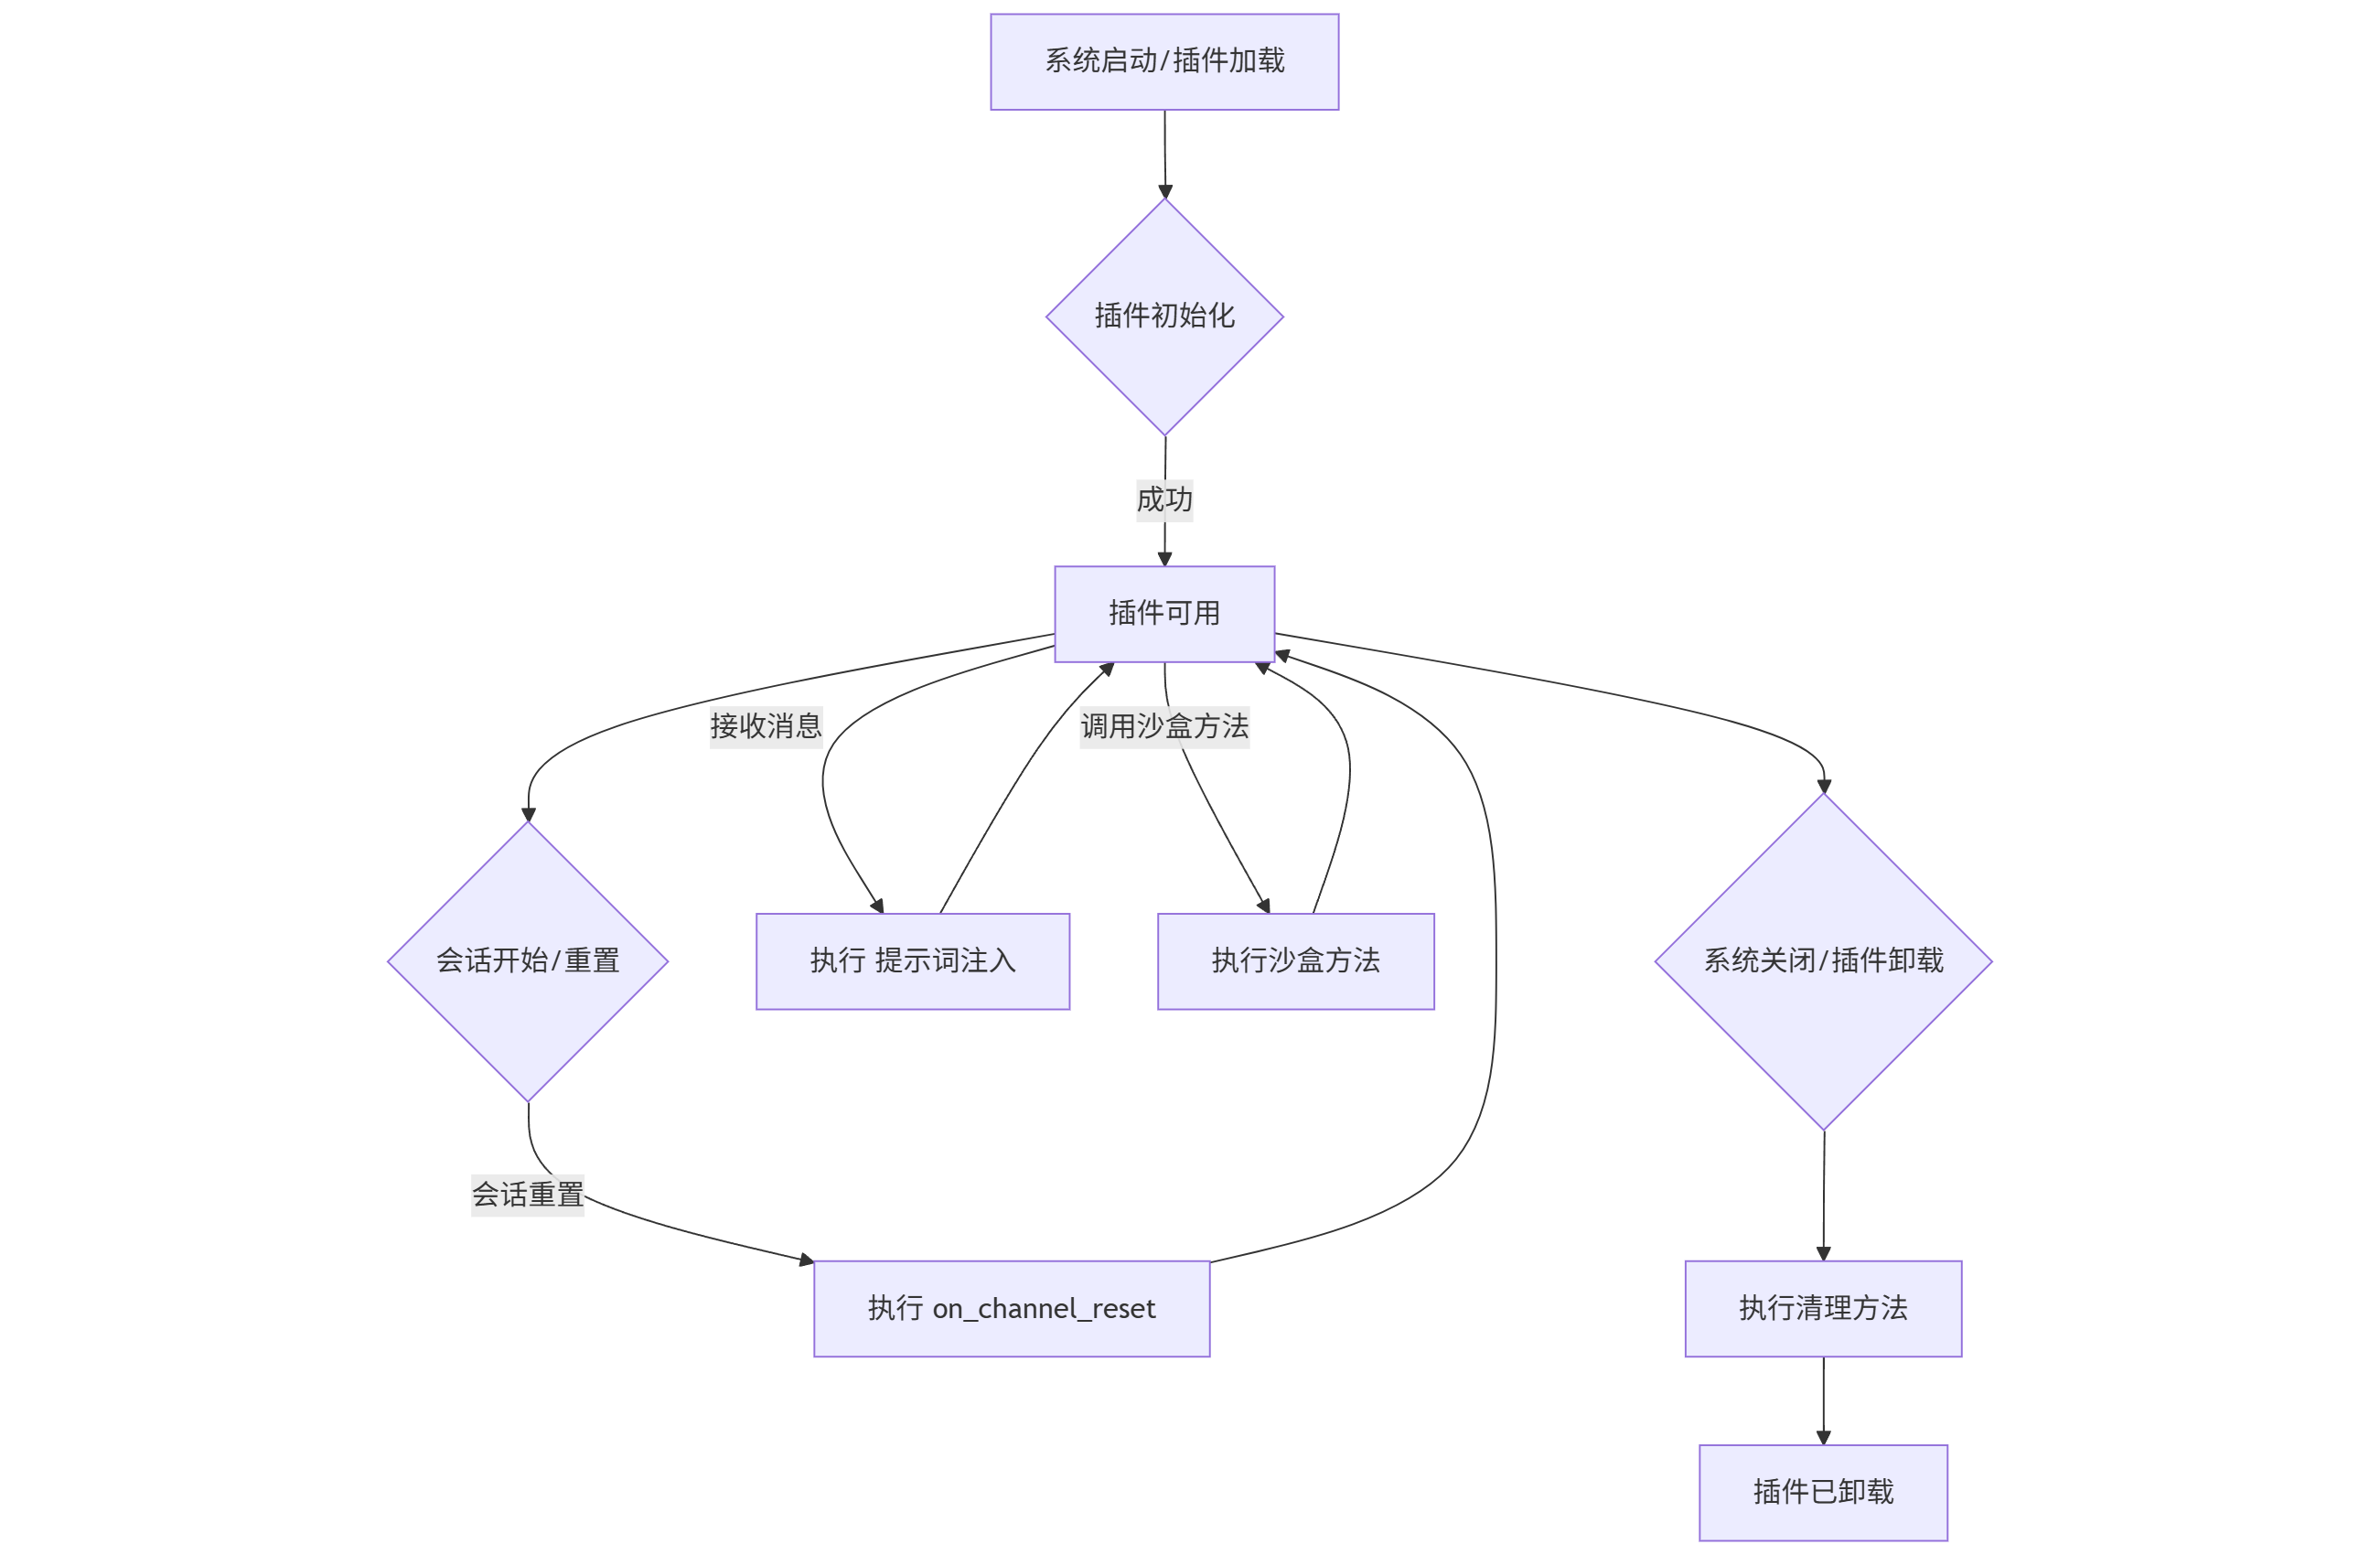 系统启动/插件加载
插件初始化
成功
插件可用
接收消息
调用沙盒方法
会话开始/重置
执行 提示词注入
执行沙盒方法
系统关闭/插件卸载
会话重置
执行 on_channel_reset
执行清理方法
插件已卸载